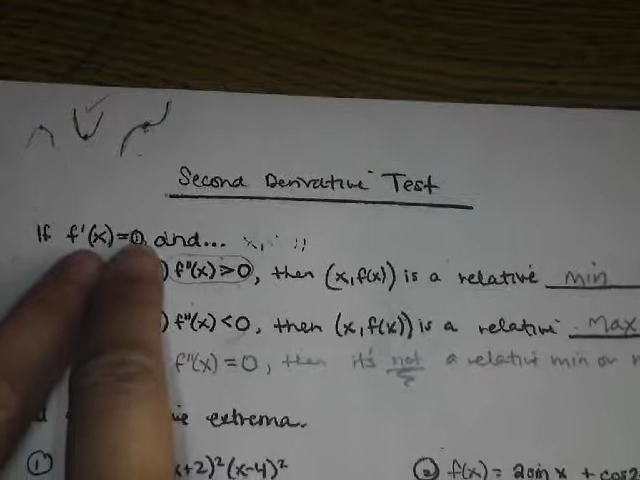 Second Derivative Test
If f'(x)=0, and...
) f''(x)>0, then (x,f(x)) is a relative min
) f''(x)<0, then (x,f(x)) is a relative max
f''(x)=0, then it's not a relative min or
extrema.
① x+2)²(x-4)² ② f(x)= 2sin x + cos2